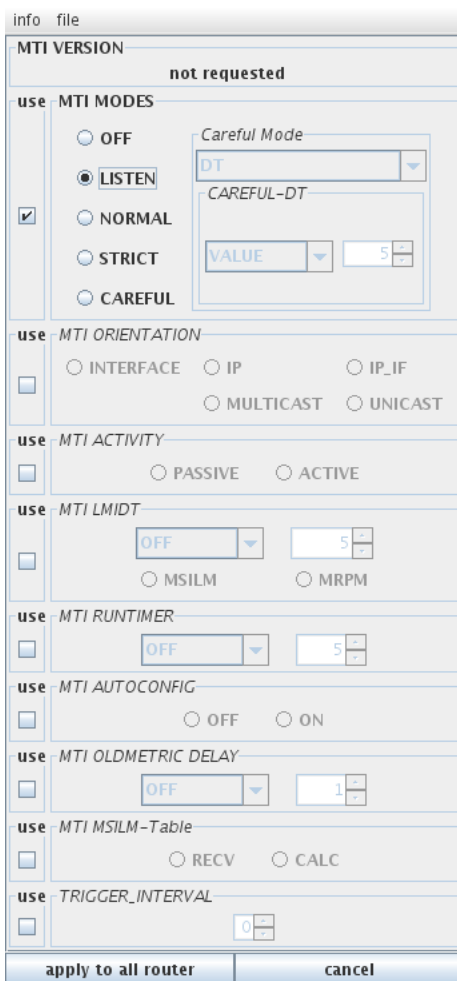 info file
MTI VERSION
not requested
use MTI MODES
OFF
LISTEN
NORMAL
STRICT
CAREFUL
Careful Mode
DT
CAREFUL-DT
VALUE 5
use MTI ORIENTATION
INTERFACE IP IP_IF
MULTICAST UNICAST
use MTI ACTIVITY
PASSIVE ACTIVE
use MTI LMIDT
OFF 5
MSILM MRPM
use MTI RUNTIMER
OFF 5
use MTI AUTOCONFIG
OFF ON
use MTI OLDMETRIC DELAY
OFF 1
use MTI MSILM-Table
RECV CALC
use TRIGGER_INTERVAL
0
apply to all router cancel